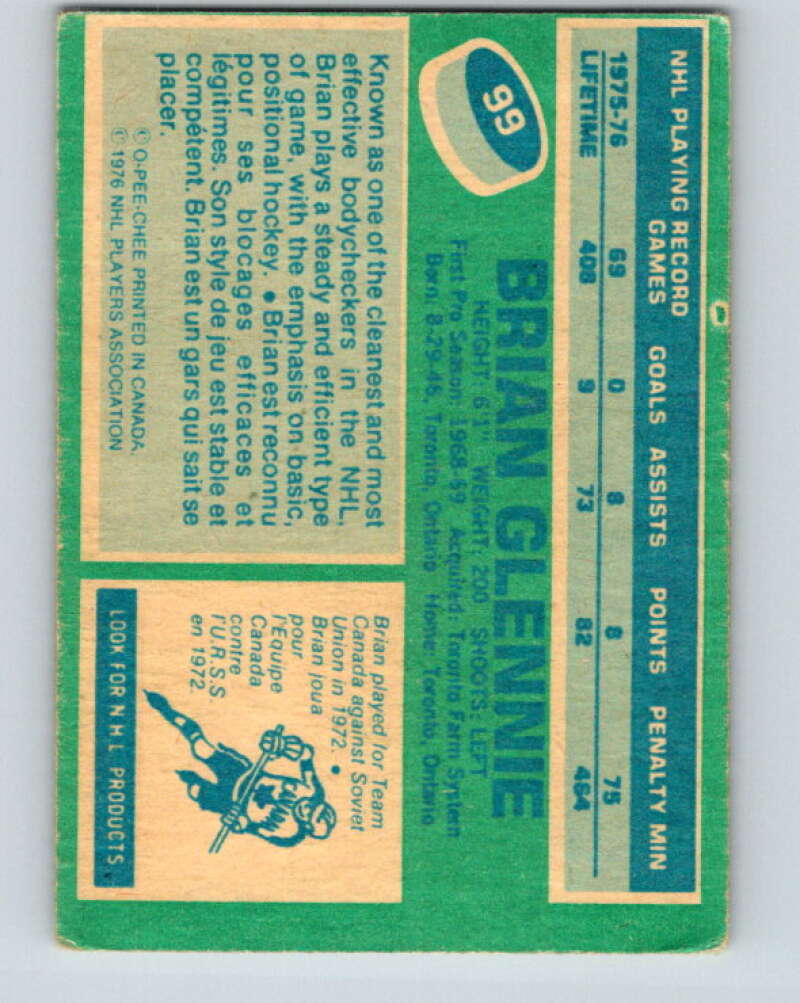 NHL PLAYING RECORD
GAMES GOALS ASSISTS POINTS PENALTY MIN
1975-76 69 0 8 8 75
LIFETIME 408 9 73 82 464
99
BRIAN GLENNIE
HEIGHT: 6'1" WEIGHT: 200 SHOOTS: LEFT
First Pro Season: 1968-69 Acquired: Toronto Farm System
Born: 8-29-46, Toronto, Ontario Home: Toronto, Ontario
Known as one of the cleanest and most
effective bodycheckers in the NHL,
Brian plays a steady and efficient type
of game, with the emphasis on basic,
positional hockey. • Brian est reconnu
pour ses blocages efficaces et
légitimes. Son style de jeu est stable et
compétent. Brian est un gars qui sait se
placer.
© O-PEE-CHEE PRINTED IN CANADA.
© 1976 NHL PLAYERS ASSOCIATION
Brian played for Team
Canada against Soviet
Union in 1972. •
Brian joua
pour
l'Equipe
Canada
contre
l'U.R.S.S.
en 1972.
LOOK FOR NHL PRODUCTS.